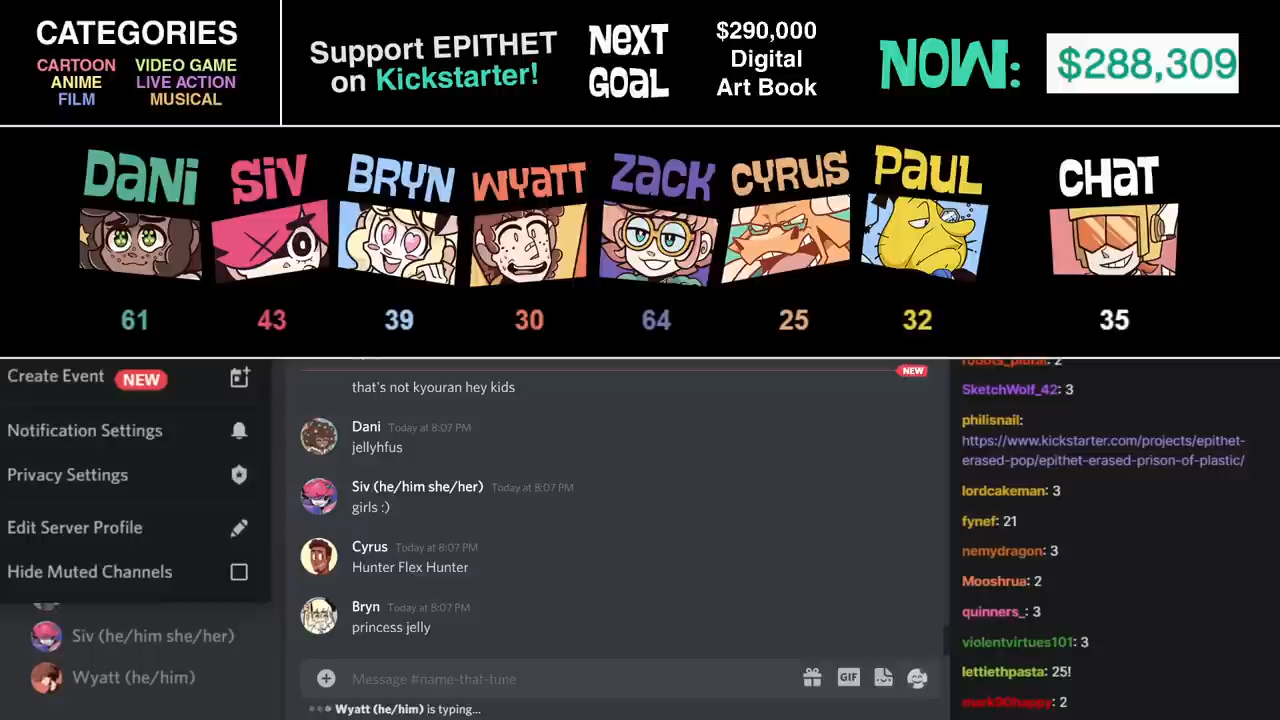 CATEGORIES
CARTOON VIDEO GAME
ANIME LIVE ACTION
FILM MUSICAL
Support EPITHET
on Kickstarter!
NEXT
GOAL
$290,000
Digital
Art Book
NOW: $288,309
DANI SIV BRYN WYATT ZACK CYRUS PAUL CHAT
61 43 39 30 64 25 32 35
Create Event NEW
Notification Settings
Privacy Settings
Edit Server Profile
Hide Muted Channels
Siv (he/him she/her)
Wyatt (he/him)
NEW
that's not kyouran hey kids
Dani Today at 8:07 PM
jellyhfus
Siv (he/him she/her) Today at 8:07 PM
girls :)
Cyrus Today at 8:07 PM
Hunter Flex Hunter
Bryn Today at 8:07 PM
princess jelly
Message #name-that-tune
GIF
Wyatt (he/him) is typing...
robots_plural: 2
SketchWolf_42: 3
philisnail:
https://www.kickstarter.com/projects/epithet-
erased-pop/epithet-erased-prison-of-plastic/
lordcakeman: 3
fynef: 21
nemydragon: 3
Mooshrua: 2
quinners_: 3
violentvirtues101: 3
lettiethpasta: 25!
mark90happy: 2